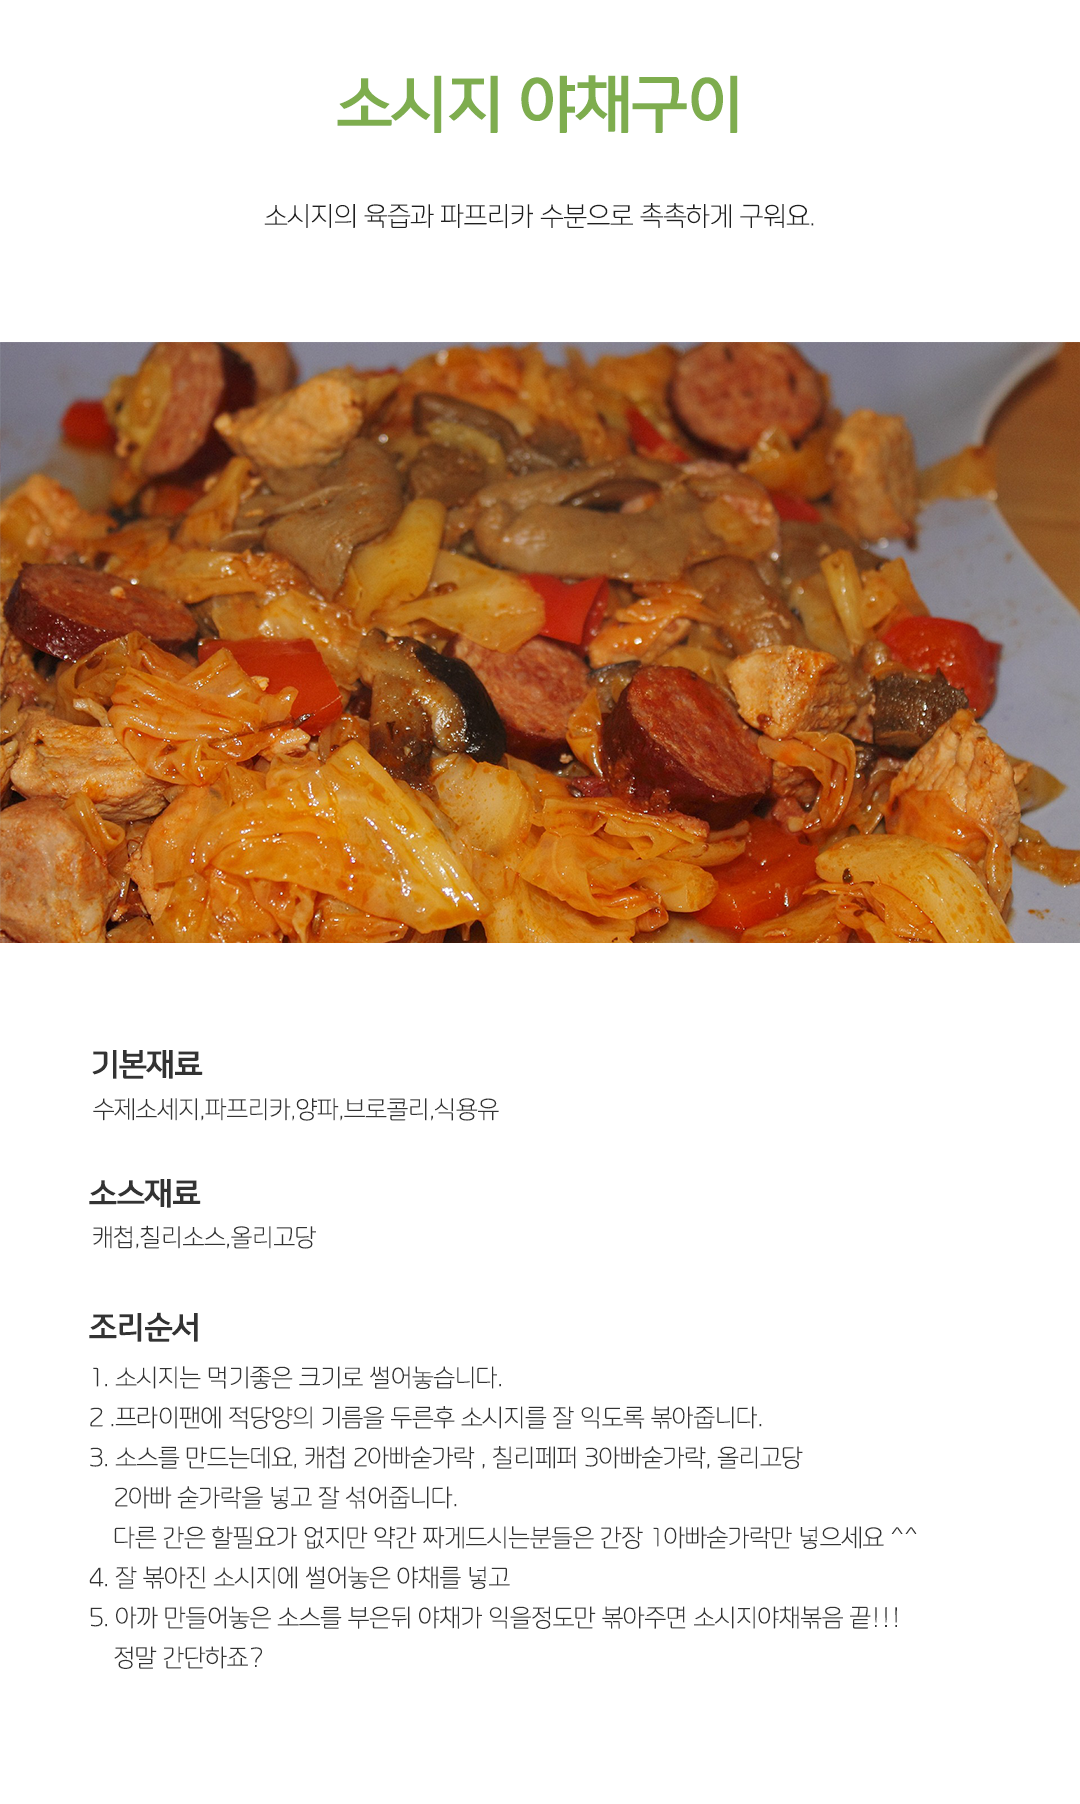 소시지 야채구이
소시지의 육즙과 파프리카 수분으로 촉촉하게 구워요.
기본재료
수제소세지,파프리카,양파,브로콜리,식용유
소스재료
캐첩,칠리소스,올리고당
조리순서
1. 소시지는 먹기좋은 크기로 썰어놓습니다.
2 .프라이팬에 적당양의 기름을 두른후 소시지를 잘 익도록 볶아줍니다.
3. 소스를 만드는데요, 캐첩 2아빠숟가락 , 칠리페퍼 3아빠숟가락, 올리고당
2아빠 숟가락을 넣고 잘 섞어줍니다.
다른 간은 할필요가 없지만 약간 짜게드시는분들은 간장 1아빠숟가락만 넣으세요 ^^
4. 잘 볶아진 소시지에 썰어놓은 야채를 넣고
5. 아까 만들어놓은 소스를 부은뒤 야채가 익을정도만 볶아주면 소시지야채볶음 끝!!!
정말 간단하죠?